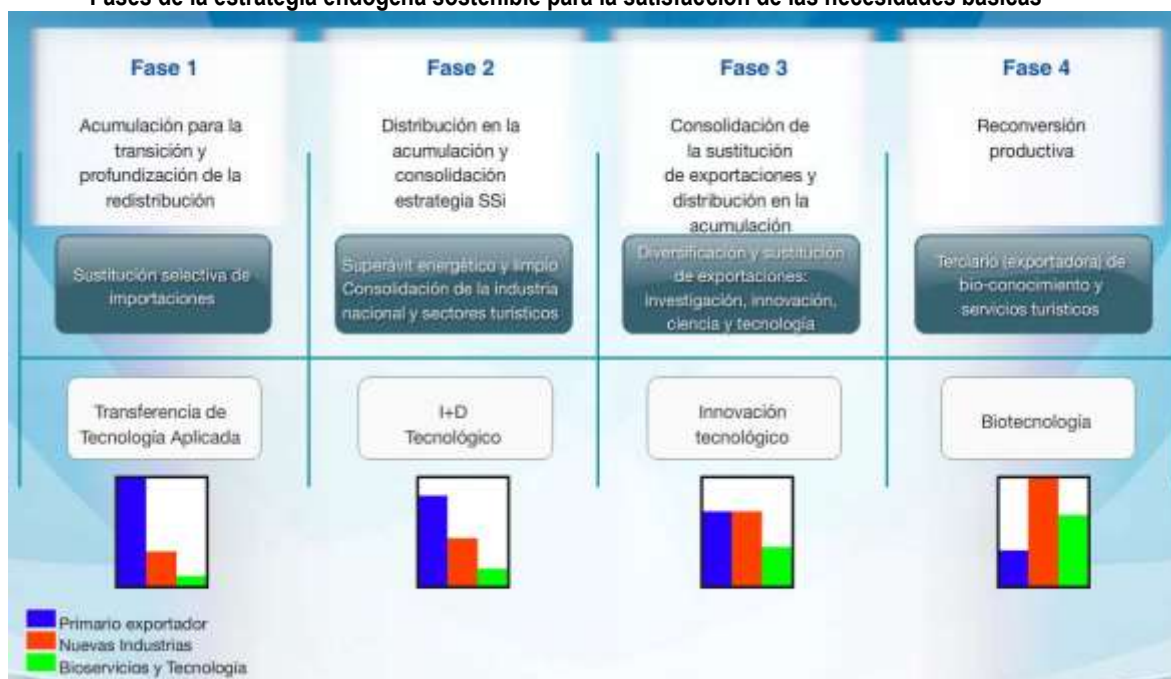 Fases de la estrategia endógena sostenible para la satisfacción de las necesidades básicas
Fase 1
Acumulación para la
transición y
profundización de la
redistribución
Sustitución selectiva de
importaciones
Transferencia de
Tecnología Aplicada
Fase 2
Distribución en la
acumulación y
consolidación
estrategia SSi
Superávit energético y limpio
Consolidación de la industria
nacional y sectores turísticos
I+D
Tecnológico
Fase 3
Consolidación de
la sustitución
de exportaciones y
distribución en la
acumulación
Diversificación y sustitución
de exportaciones:
investigación, innovación,
ciencia y tecnología
Innovación
tecnológico
Fase 4
Reconversión
productiva
Terciario (exportadora) de
bio-conocimiento y
servicios turísticos
Biotecnología
Primario exportador
Nuevas Industrias
Bioservicios y Tecnología